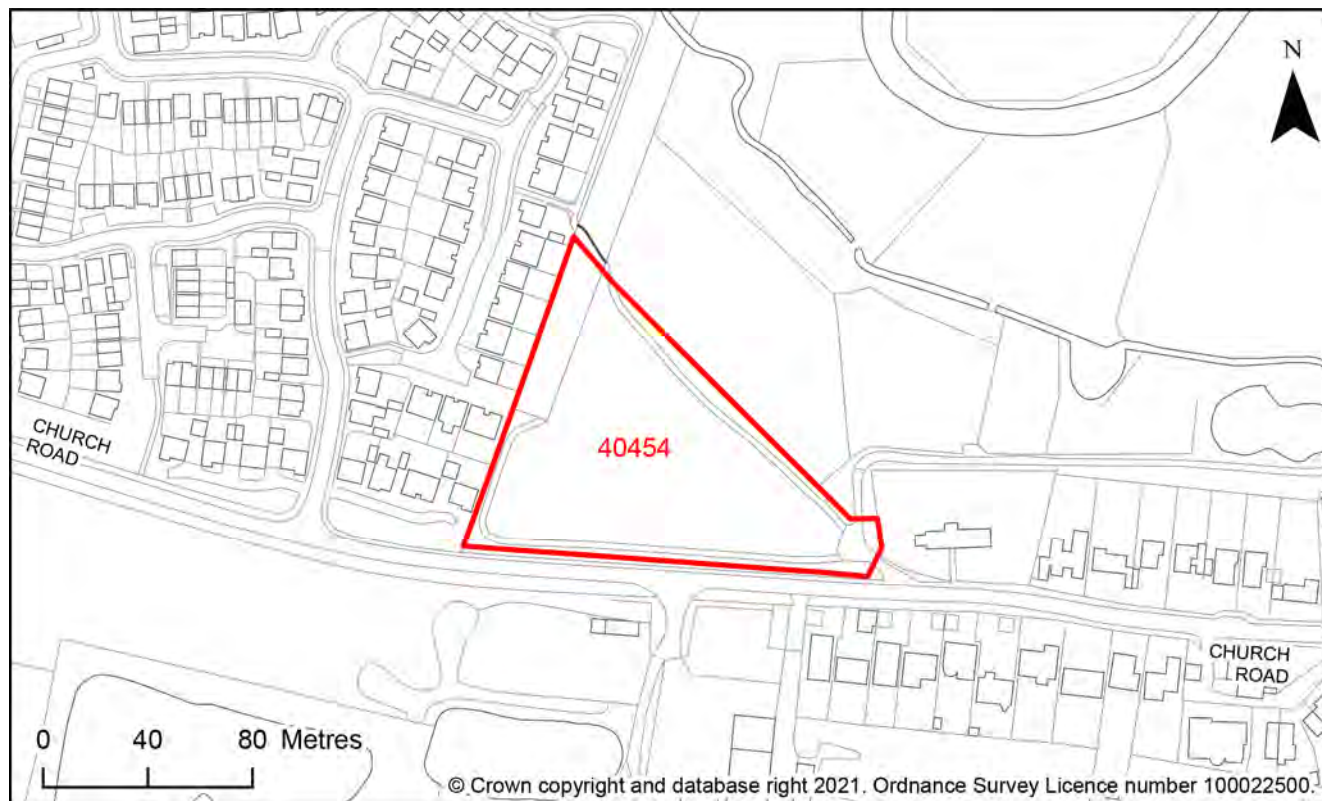 N
40454
CHURCH
ROAD
CHURCH
ROAD
0 40 80 Metres
© Crown copyright and database right 2021. Ordnance Survey Licence number 100022500.